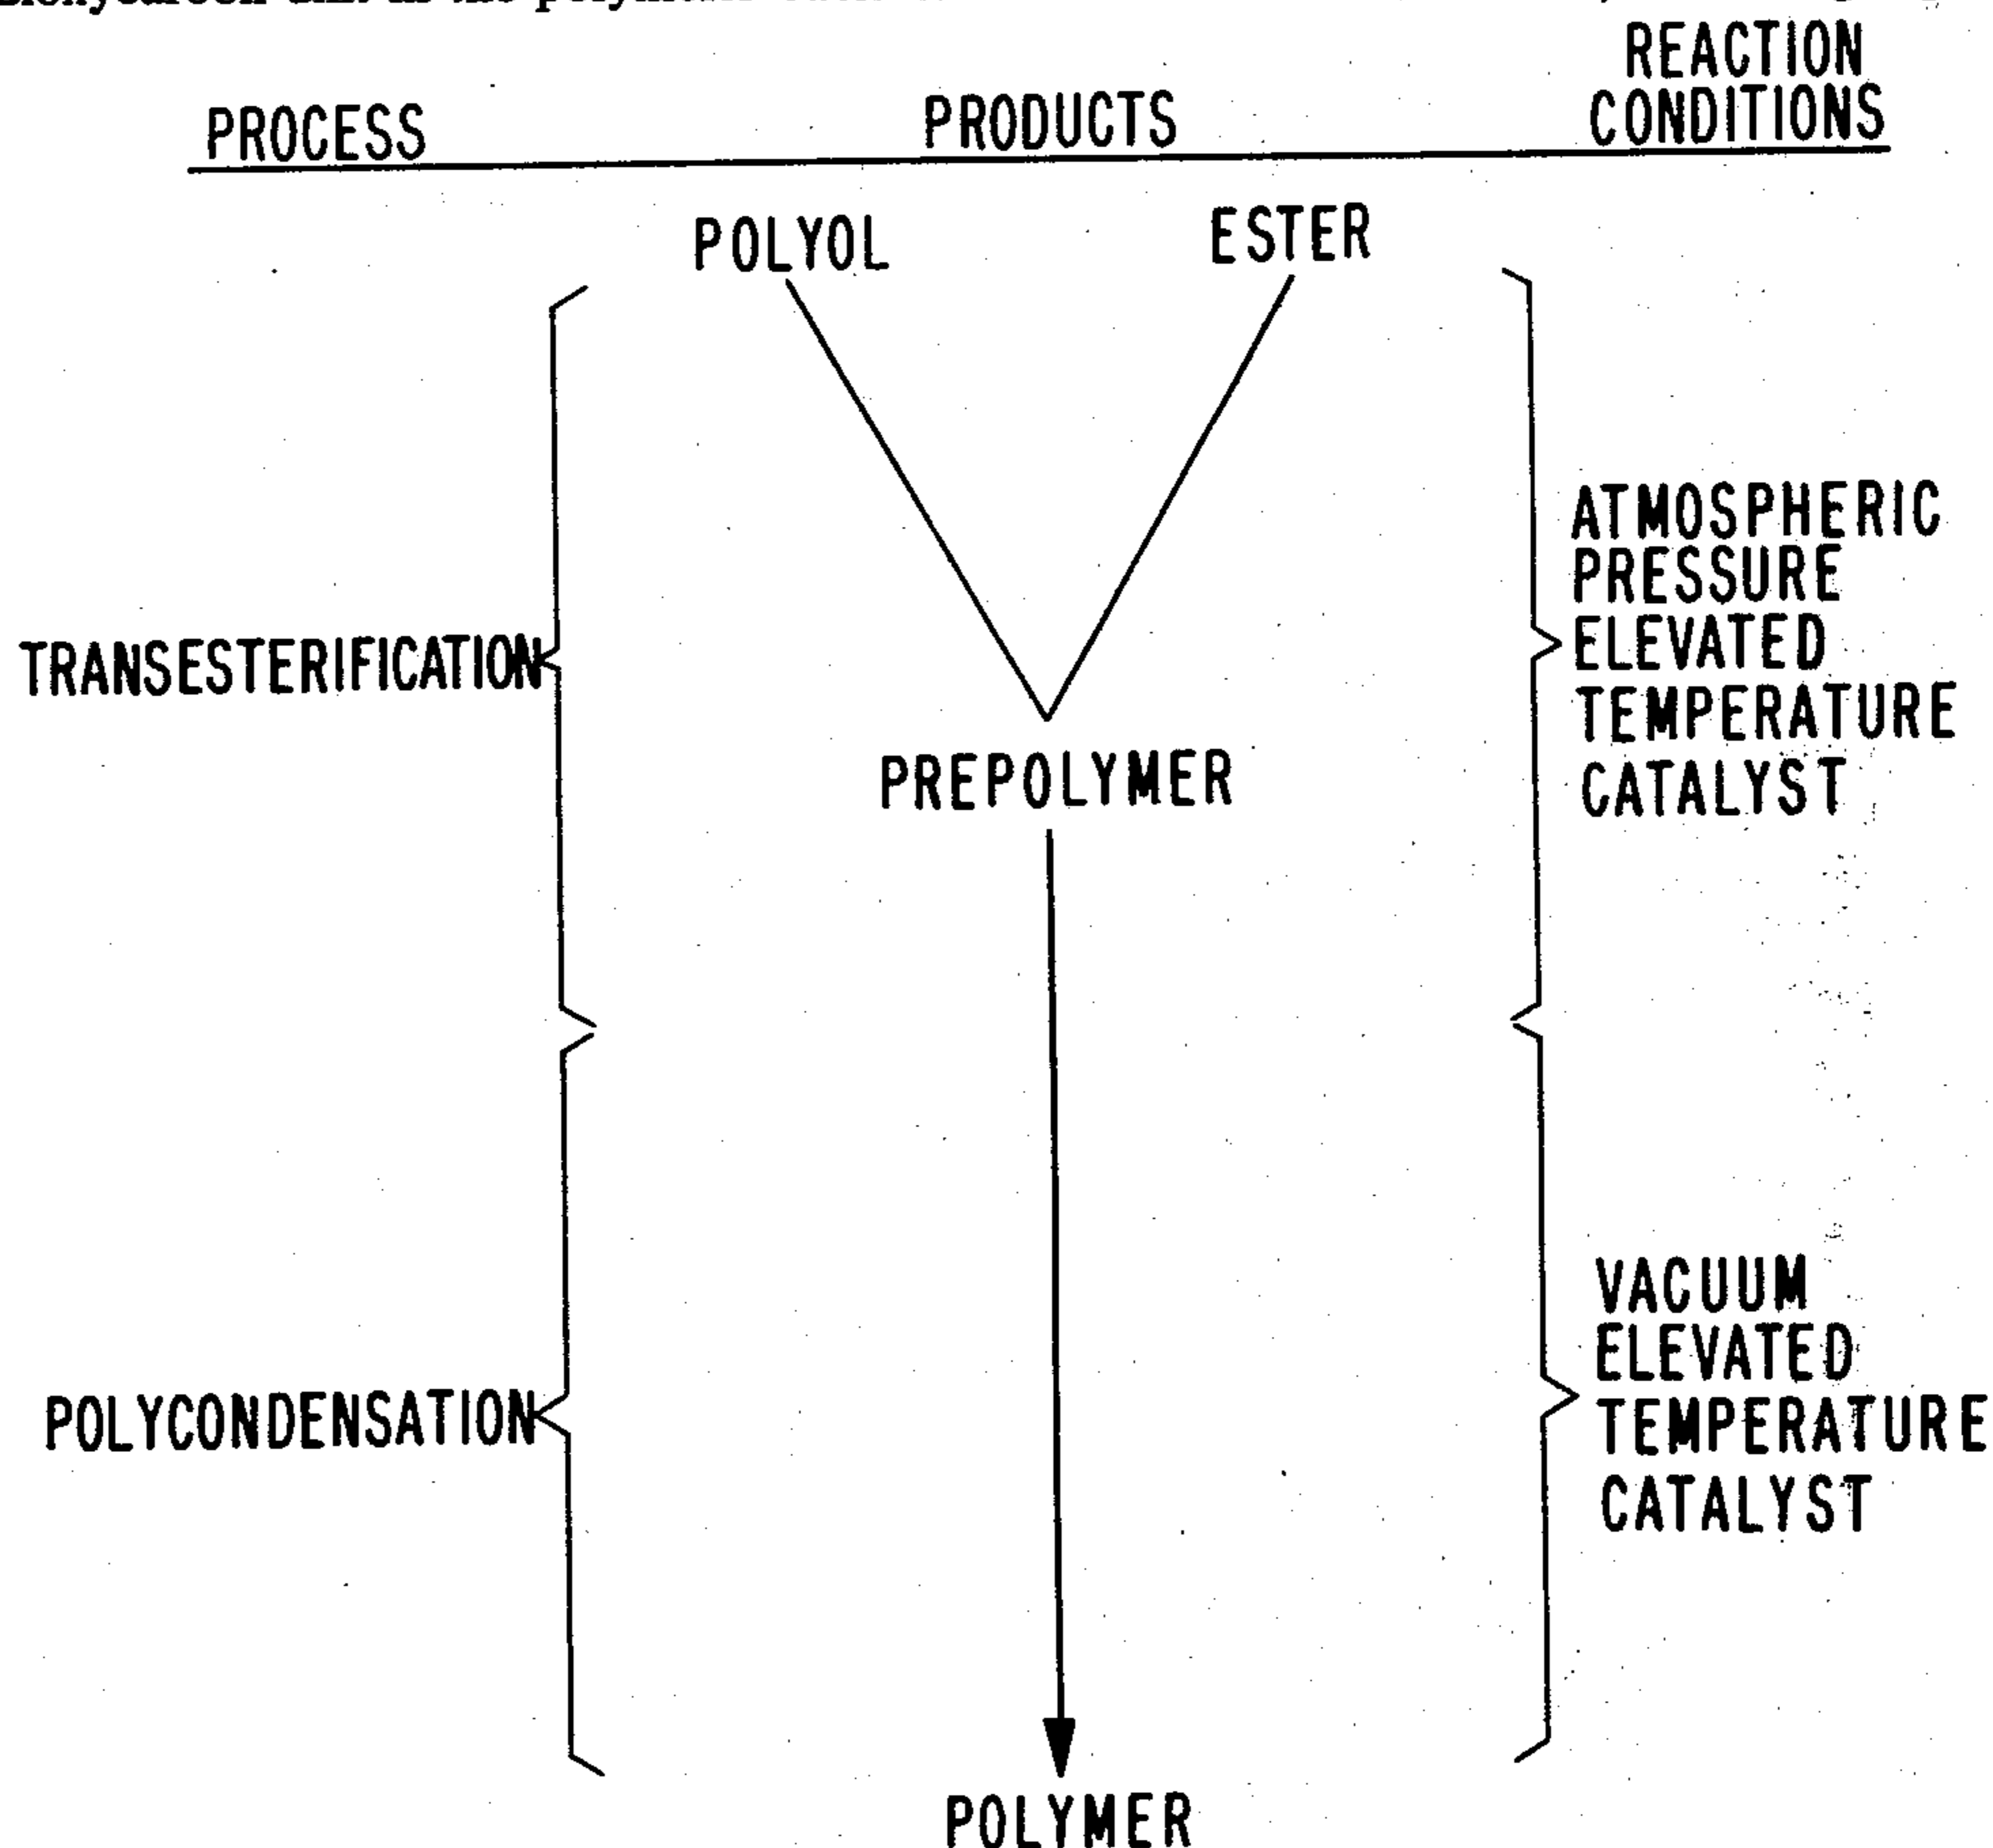 REACTION
PROCESS PRODUCTS CONDITIONS
POLYOL ESTER
ATMOSPHERIC
PRESSURE
TRANSESTERIFICATION ELEVATED
TEMPERATURE
PREPOLYMER CATALYST
VACUUM
ELEVATED
POLYCONDENSATION TEMPERATURE
CATALYST
POLYMER